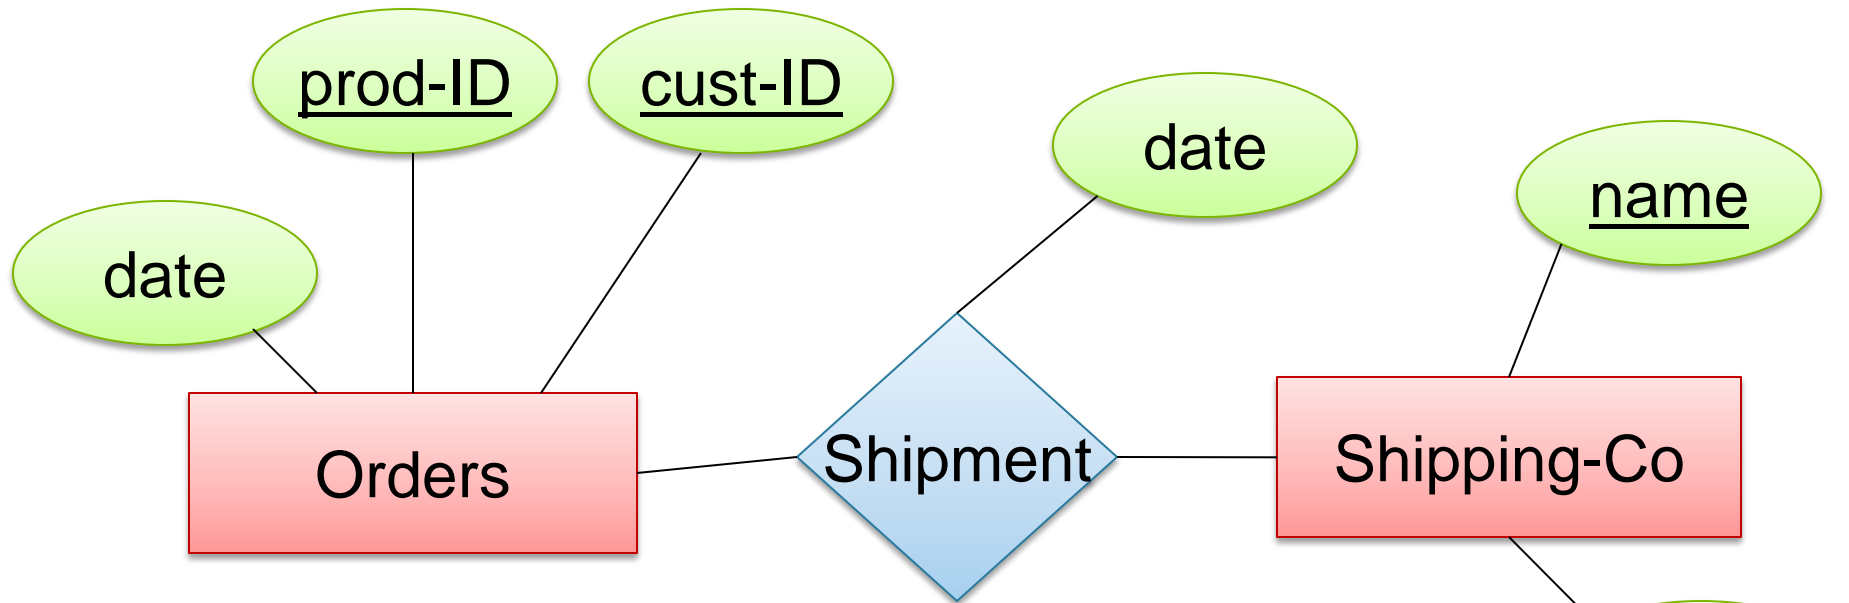 prod-ID
cust-ID
date
name
date
Orders
Shipment
Shipping-Co